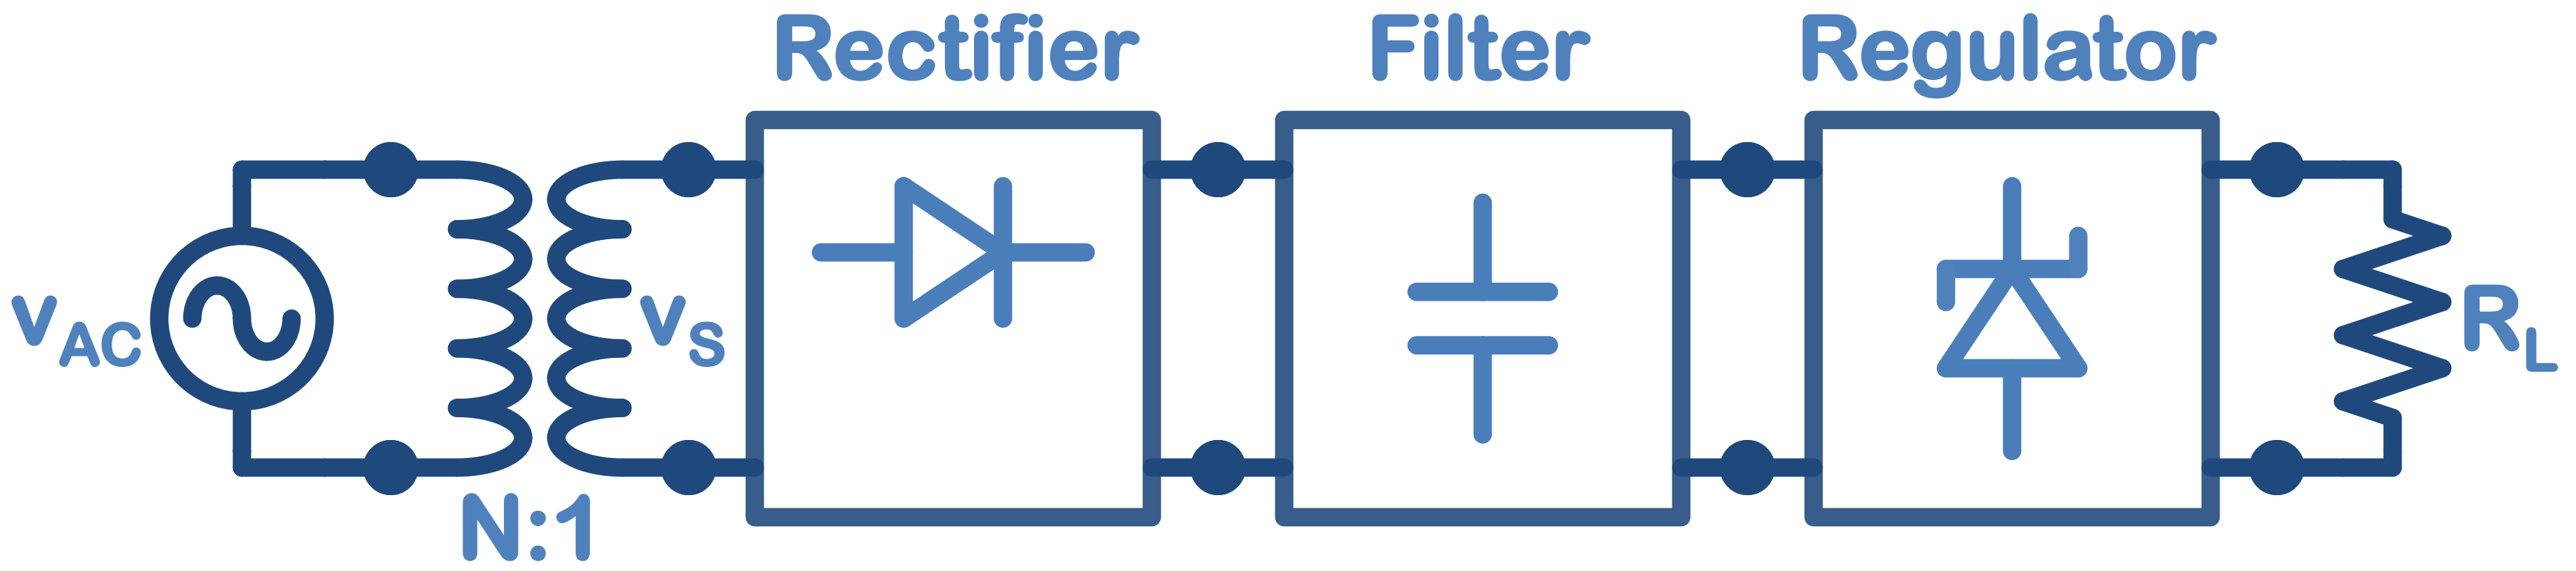 Rectifier
Filter
Regulator
vAC
vS
RL
N:1